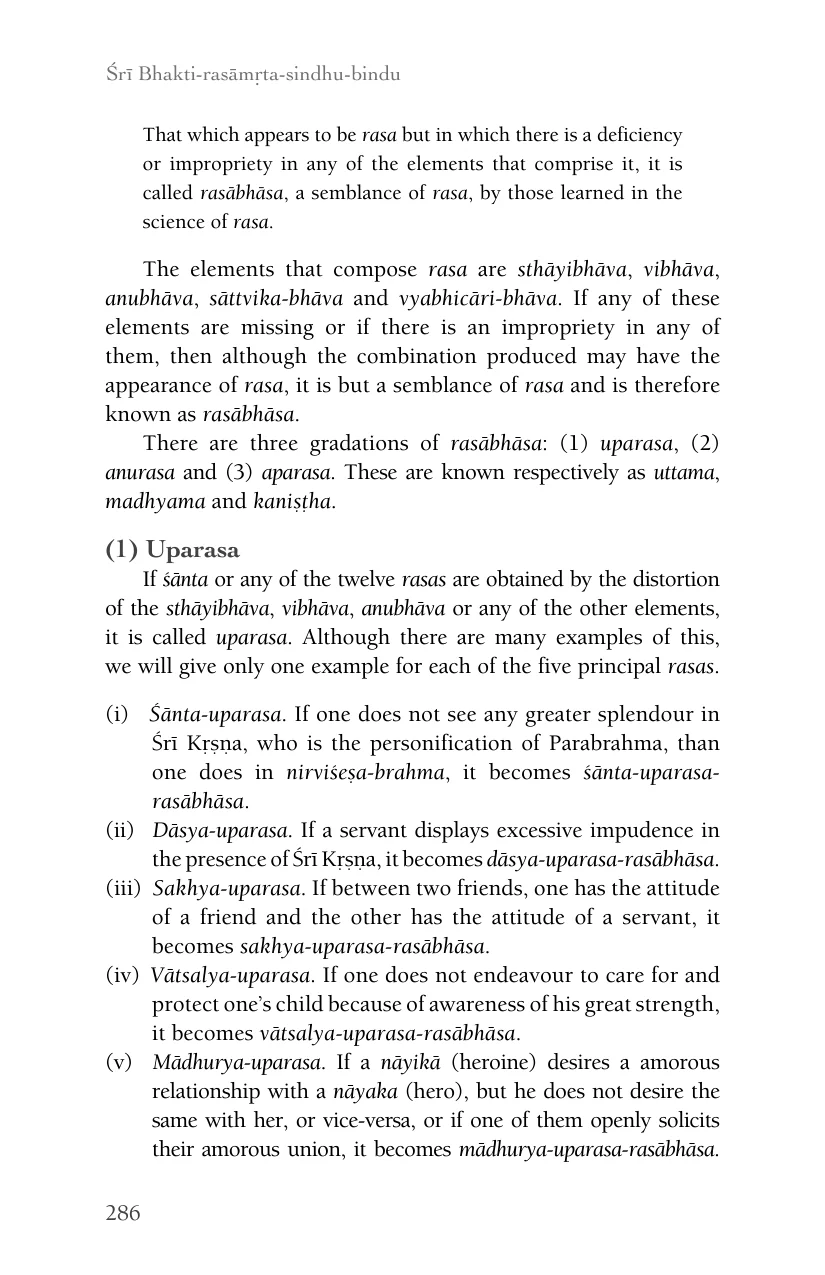 Śrī Bhakti-rasāmṛta-sindhu-bindu
That which appears to be rasa but in which there is a deficiency
or impropriety in any of the elements that comprise it, it is
called rasābhāsa, a semblance of rasa, by those learned in the
science of rasa.
The elements that compose rasa are sthāyibhāva, vibhāva,
anubhāva, sāttvika-bhāva and vyabhicāri-bhāva. If any of these
elements are missing or if there is an impropriety in any of
them, then although the combination produced may have the
appearance of rasa, it is but a semblance of rasa and is therefore
known as rasābhāsa.
There are three gradations of rasābhāsa: (1) uparasa, (2)
anurasa and (3) aparasa. These are known respectively as uttama,
madhyama and kaniṣṭha.
(1) Uparasa
If śānta or any of the twelve rasas are obtained by the distortion
of the sthāyibhāva, vibhāva, anubhāva or any of the other elements,
it is called uparasa. Although there are many examples of this,
we will give only one example for each of the five principal rasas.
(i) Śānta-uparasa. If one does not see any greater splendour in
Śrī Kṛṣṇa, who is the personification of Parabrahma, than
one does in nirviśeṣa-brahma, it becomes śānta-uparasa-
rasābhāsa.
(ii) Dāsya-uparasa. If a servant displays excessive impudence in
the presence of Śrī Kṛṣṇa, it becomes dāsya-uparasa-rasābhāsa.
(iii) Sakhya-uparasa. If between two friends, one has the attitude
of a friend and the other has the attitude of a servant, it
becomes sakhya-uparasa-rasābhāsa.
(iv) Vātsalya-uparasa. If one does not endeavour to care for and
protect one’s child because of awareness of his great strength,
it becomes vātsalya-uparasa-rasābhāsa.
(v) Mādhurya-uparasa. If a nāyikā (heroine) desires a amorous
relationship with a nāyaka (hero), but he does not desire the
same with her, or vice-versa, or if one of them openly solicits
their amorous union, it becomes mādhurya-uparasa-rasābhāsa.
286